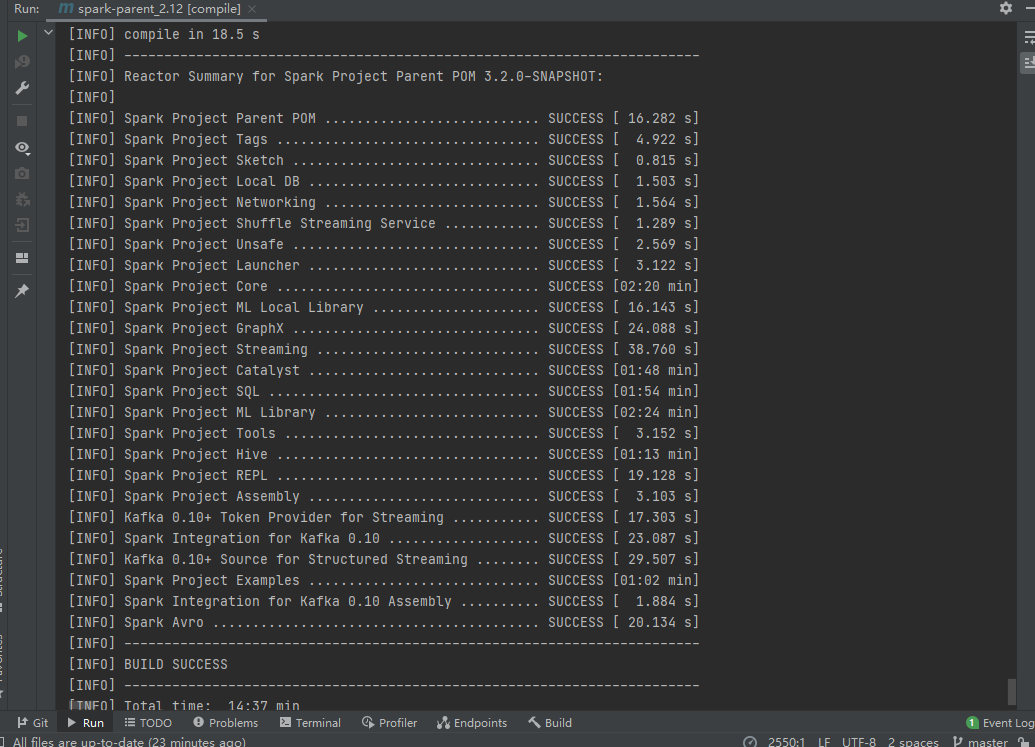 Run: spark-parent_2.12 [compile] ×
[INFO] compile in 18.5 s
[INFO] ------------------------------------------------------------------------
[INFO] Reactor Summary for Spark Project Parent POM 3.2.0-SNAPSHOT:
[INFO]
[INFO] Spark Project Parent POM ........................... SUCCESS [ 16.282 s]
[INFO] Spark Project Tags ................................. SUCCESS [  4.922 s]
[INFO] Spark Project Sketch ............................... SUCCESS [  0.815 s]
[INFO] Spark Project Local DB ............................. SUCCESS [  1.503 s]
[INFO] Spark Project Networking ........................... SUCCESS [  1.564 s]
[INFO] Spark Project Shuffle Streaming Service ............ SUCCESS [  1.289 s]
[INFO] Spark Project Unsafe ............................... SUCCESS [  2.569 s]
[INFO] Spark Project Launcher ............................. SUCCESS [  3.122 s]
[INFO] Spark Project Core ................................. SUCCESS [02:20 min]
[INFO] Spark Project ML Local Library ..................... SUCCESS [ 16.143 s]
[INFO] Spark Project GraphX ............................... SUCCESS [ 24.088 s]
[INFO] Spark Project Streaming ............................ SUCCESS [ 38.760 s]
[INFO] Spark Project Catalyst ............................. SUCCESS [01:48 min]
[INFO] Spark Project SQL .................................. SUCCESS [01:54 min]
[INFO] Spark Project ML Library ........................... SUCCESS [02:24 min]
[INFO] Spark Project Tools ................................ SUCCESS [  3.152 s]
[INFO] Spark Project Hive ................................. SUCCESS [01:13 min]
[INFO] Spark Project REPL ................................. SUCCESS [ 19.128 s]
[INFO] Spark Project Assembly ............................. SUCCESS [  3.103 s]
[INFO] Kafka 0.10+ Token Provider for Streaming ........... SUCCESS [ 17.303 s]
[INFO] Spark Integration for Kafka 0.10 ................... SUCCESS [ 23.087 s]
[INFO] Kafka 0.10+ Source for Structured Streaming ........ SUCCESS [ 29.507 s]
[INFO] Spark Project Examples ............................. SUCCESS [01:02 min]
[INFO] Spark Integration for Kafka 0.10 Assembly .......... SUCCESS [  1.884 s]
[INFO] Spark Avro ......................................... SUCCESS [ 20.134 s]
[INFO] ------------------------------------------------------------------------
[INFO] BUILD SUCCESS
[INFO] ------------------------------------------------------------------------
[INFO] Total time:  14:37 min
Git Run TODO Problems Terminal Profiler Endpoints Build 1 Event Log
All files are up-to-date (23 minutes ago) 2550:1 LF UTF-8 2 spaces master